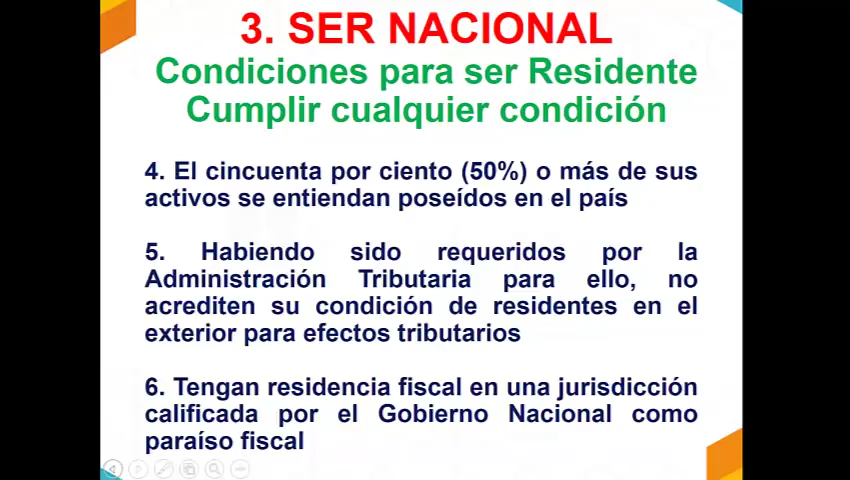 3. SER NACIONAL
Condiciones para ser Residente
Cumplir cualquier condición
4. El cincuenta por ciento (50%) o más de sus
activos se entiendan poseídos en el país
5. Habiendo sido requeridos por la
Administración Tributaria para ello, no
acrediten su condición de residentes en el
exterior para efectos tributarios
6. Tengan residencia fiscal en una jurisdicción
calificada por el Gobierno Nacional como
paraíso fiscal